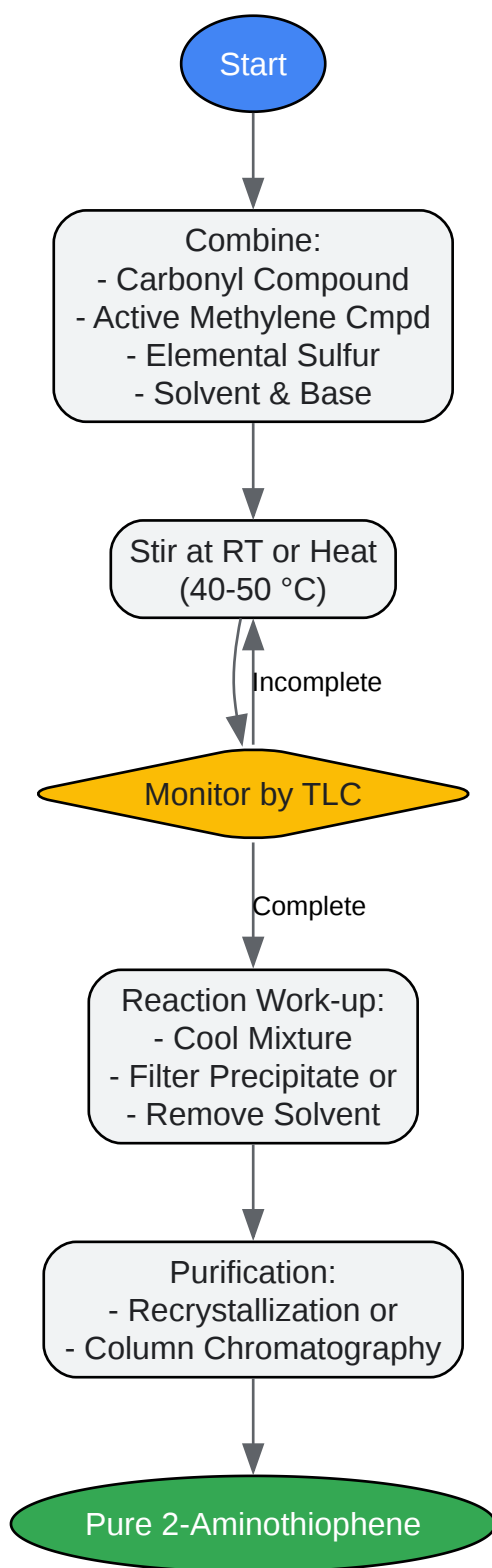 Start
Combine:
- Carbonyl Compound
- Active Methylene Cmpd
- Elemental Sulfur
- Solvent & Base
Stir at RT or Heat
(40-50 °C)
Incomplete
Monitor by TLC
Complete
Reaction Work-up:
- Cool Mixture
- Filter Precipitate or
- Remove Solvent
Purification:
- Recrystallization or
- Column Chromatography
Pure 2-Aminothiophene